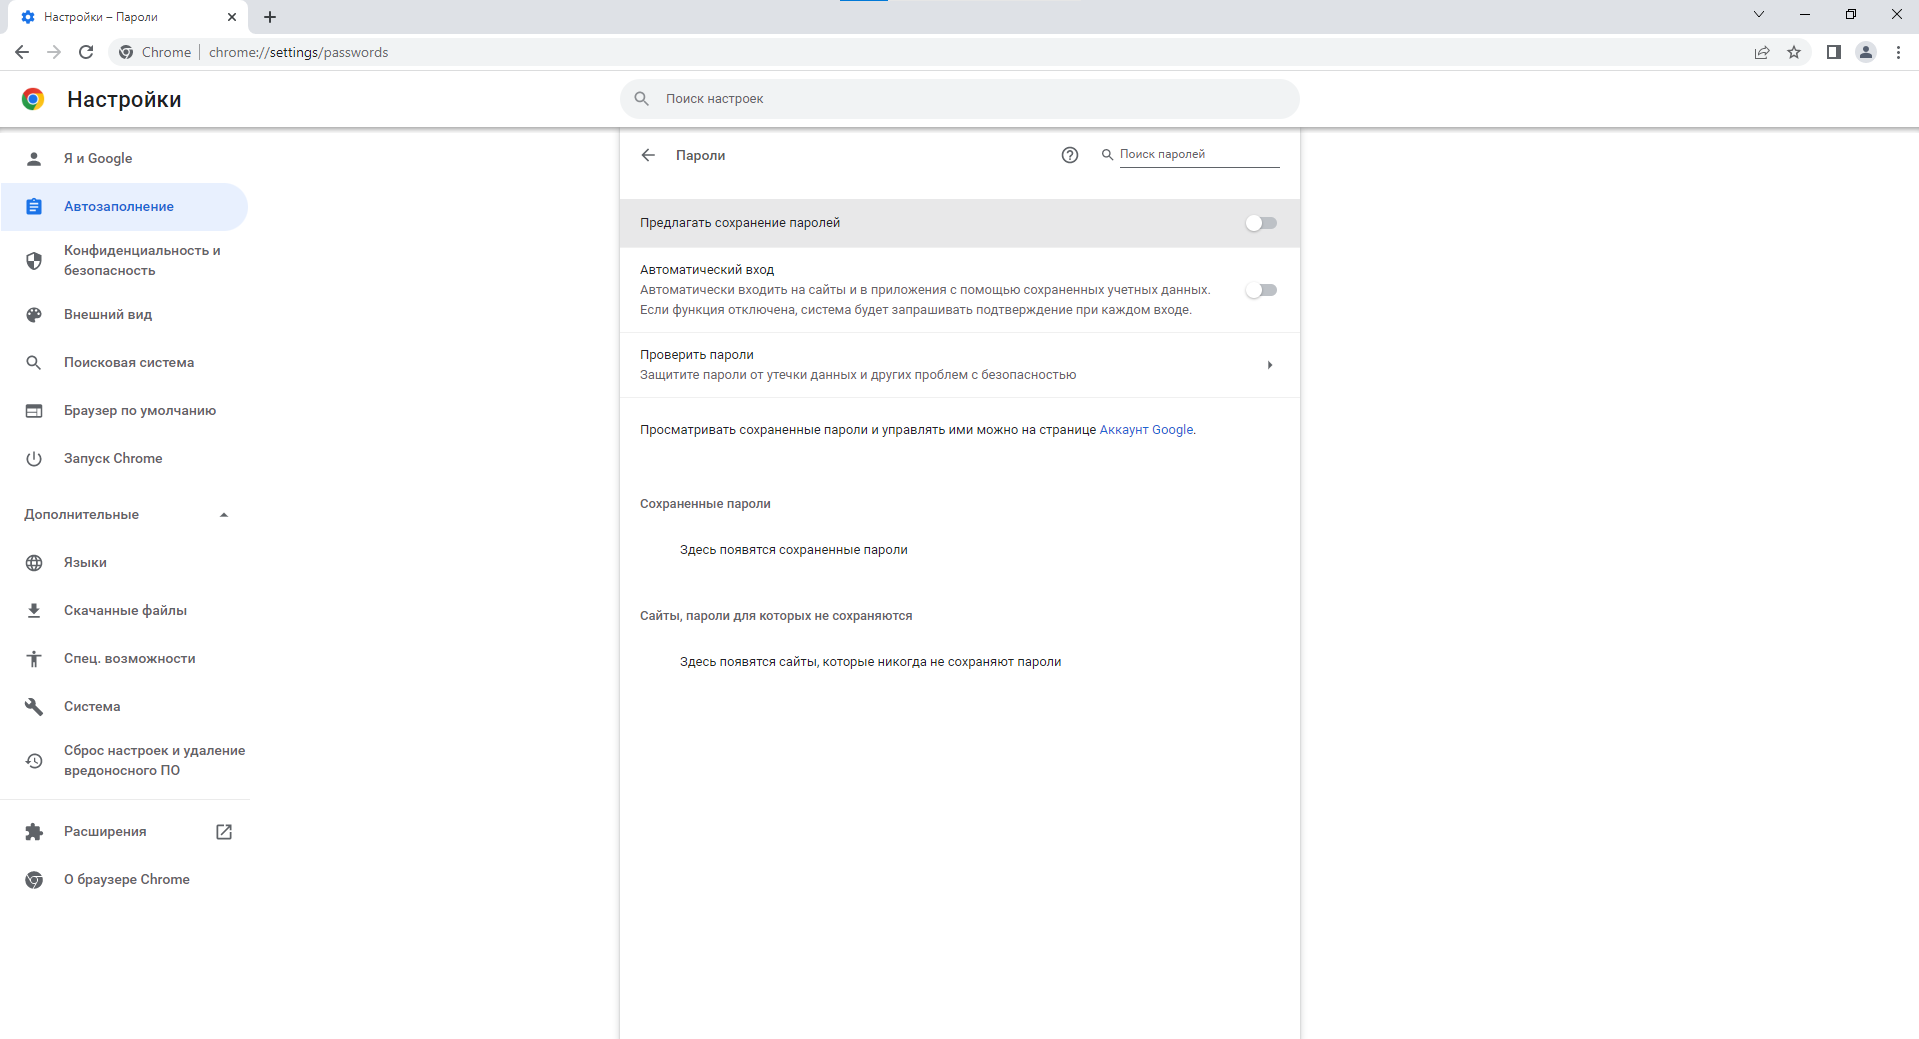 Настройки – Пароли
Chrome
chrome://settings/passwords
Настройки
Поиск настроек
Я и Google
Автозаполнение
Конфиденциальность и
безопасность
Внешний вид
Поисковая система
Браузер по умолчанию
Запуск Chrome
Дополнительные
Языки
Скачанные файлы
Спец. возможности
Система
Сброс настроек и удаление
вредоносного ПО
Расширения
О браузере Chrome
Пароли
Поиск паролей
Предлагать сохранение паролей
Автоматический вход
Автоматически входить на сайты и в приложения с помощью сохраненных учетных данных.
Если функция отключена, система будет запрашивать подтверждение при каждом входе.
Проверить пароли
Защитите пароли от утечки данных и других проблем с безопасностью
Просматривать сохраненные пароли и управлять ими можно на странице Аккаунт Google.
Сохраненные пароли
Здесь появятся сохраненные пароли
Сайты, пароли для которых не сохраняются
Здесь появятся сайты, которые никогда не сохраняют пароли